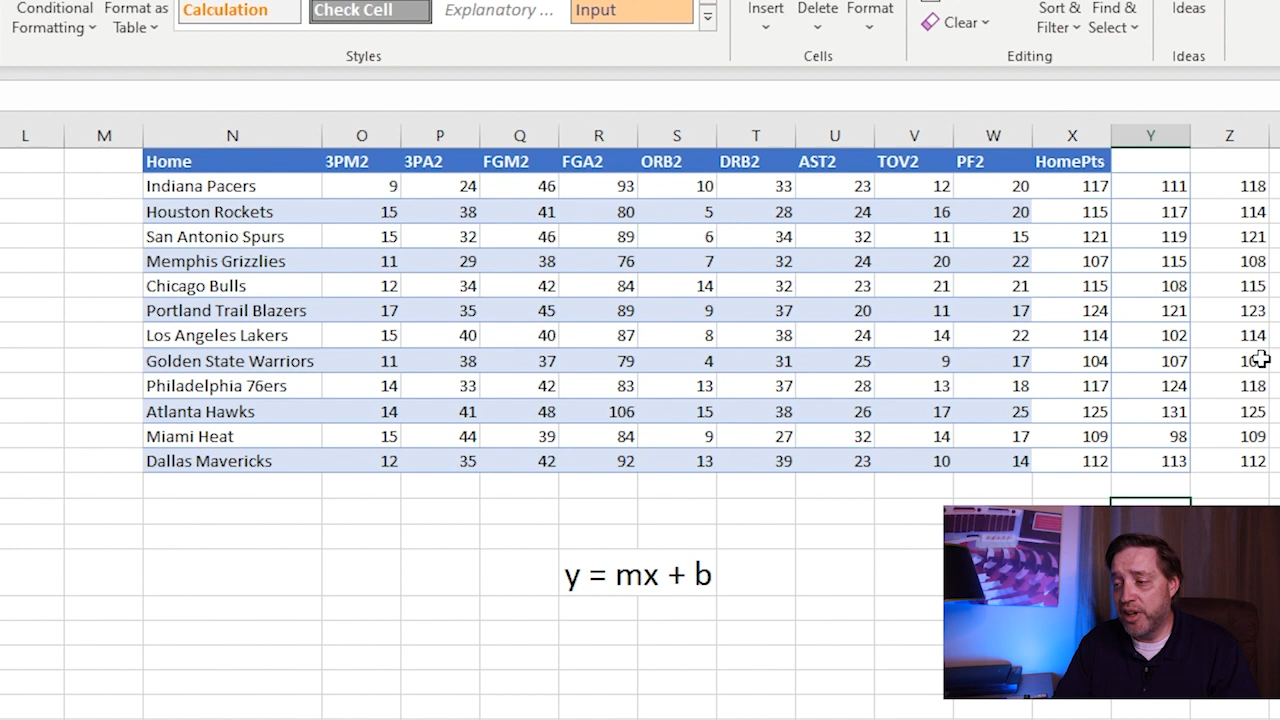 Conditional Format as Calculation Check Cell Explanatory ... Input Insert Delete Format Clear Sort & Find & Ideas
Formatting Table Filter Select
Styles Cells Editing Ideas
L M N O P Q R S T U V W X Y Z
Home 3PM2 3PA2 FGM2 FGA2 ORB2 DRB2 AST2 TOV2 PF2 HomePts
Indiana Pacers 9 24 46 93 10 33 23 12 20 117 111 118
Houston Rockets 15 38 41 80 5 28 24 16 20 115 117 114
San Antonio Spurs 15 32 46 89 6 34 32 11 15 121 119 121
Memphis Grizzlies 11 29 38 76 7 32 24 20 22 107 115 108
Chicago Bulls 12 34 42 84 14 32 23 21 21 115 108 115
Portland Trail Blazers 17 35 45 89 9 37 20 11 17 124 121 123
Los Angeles Lakers 15 40 40 87 8 38 24 14 22 114 102 114
Golden State Warriors 11 38 37 79 4 31 25 9 17 104 107
Philadelphia 76ers 14 33 42 83 13 37 28 13 18 117 124 118
Atlanta Hawks 14 41 48 106 15 38 26 17 25 125 131 125
Miami Heat 15 44 39 84 9 27 32 14 17 109 98 109
Dallas Mavericks 12 35 42 92 13 39 23 10 14 112 113 112
y = mx + b